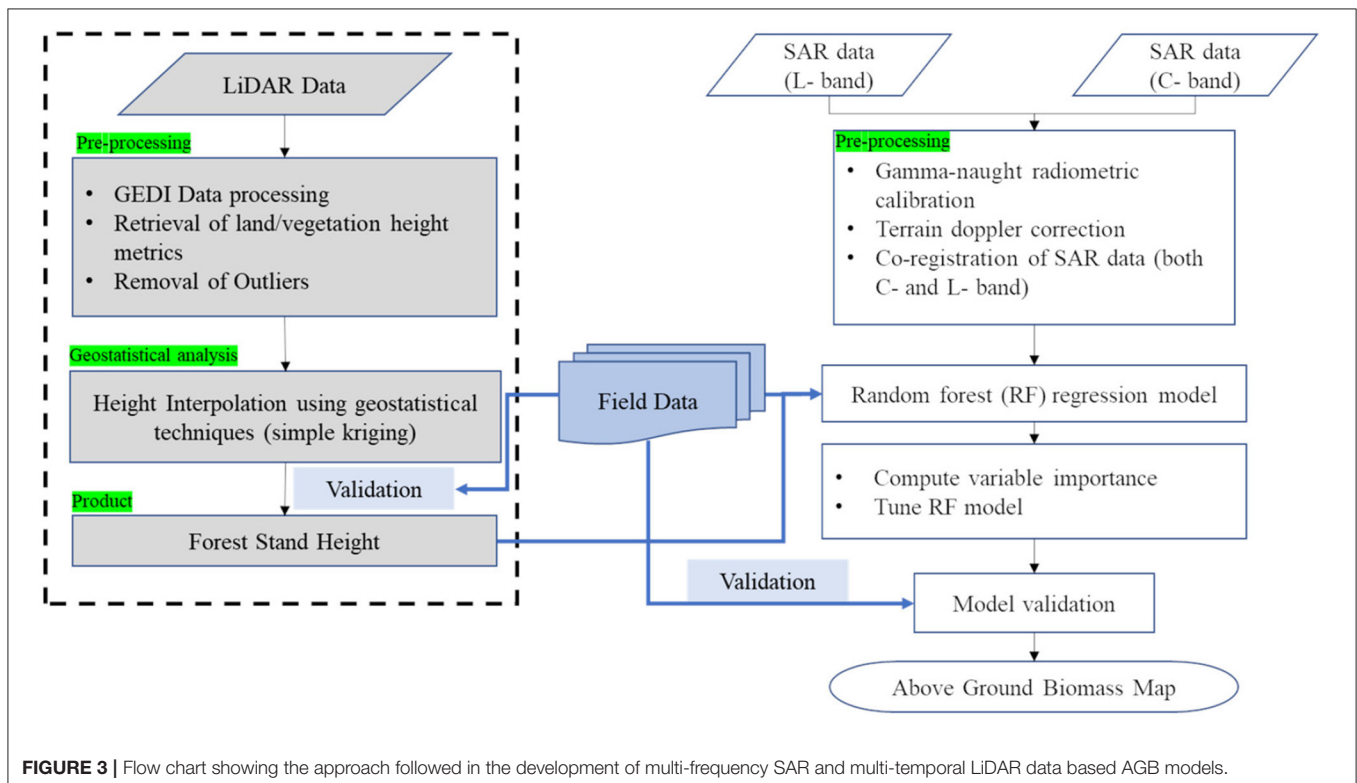 LiDAR Data
Pre-processing
• GEDI Data processing
• Retrieval of land/vegetation height
metrics
• Removal of Outliers
Geostatistical analysis
Height Interpolation using geostatistical
techniques (simple kriging)
Validation
Product
Forest Stand Height
Field Data
Validation
SAR data
(L- band)
SAR data
(C- band)
Pre-processing
• Gamma-naught radiometric
calibration
• Terrain doppler correction
• Co-registration of SAR data (both
C- and L- band)
Random forest (RF) regression model
• Compute variable importance
• Tune RF model
Model validation
Above Ground Biomass Map
FIGURE 3 | Flow chart showing the approach followed in the development of multi-frequency SAR and multi-temporal LiDAR data based AGB models.